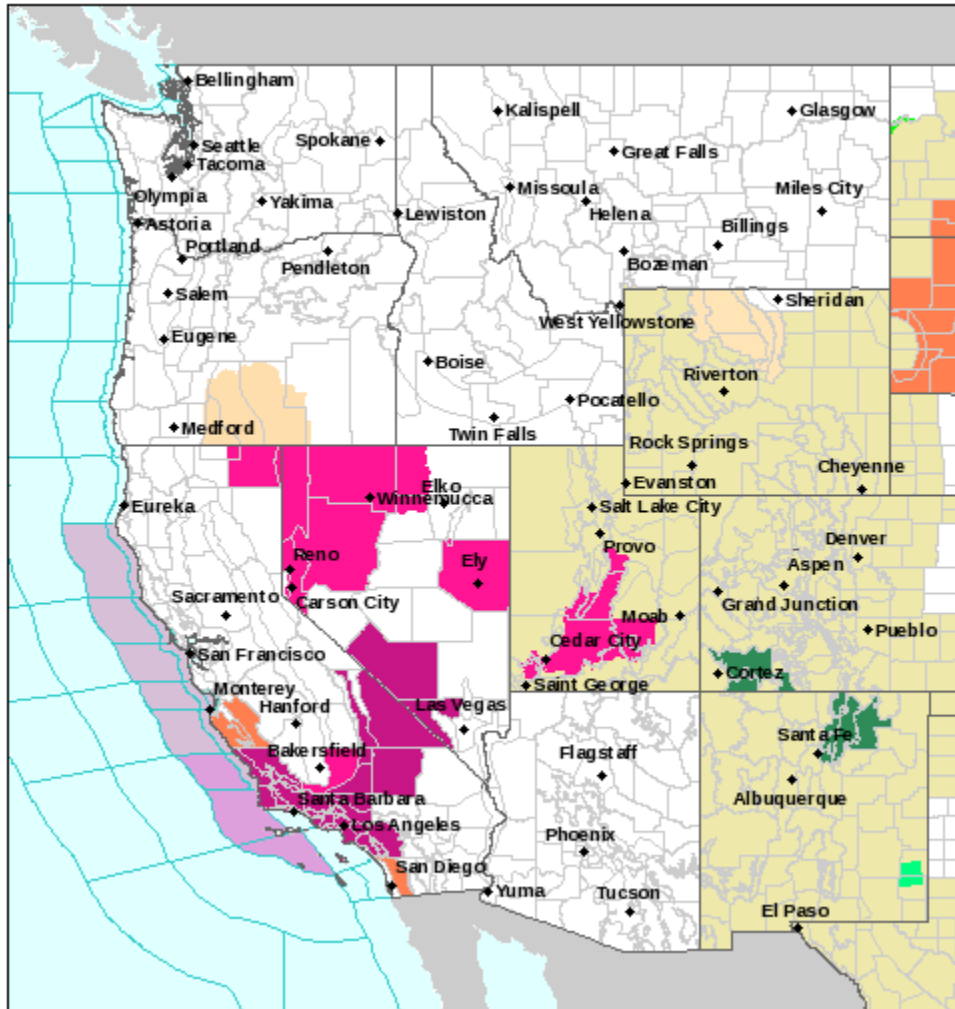 Bellingham
Kalispell
Glasgow
Seattle
Spokane
Great Falls
Tacoma
Missoula
Miles City
Olympia
Yakima
Lewiston
Helena
Astoria
Billings
Portland
Pendleton
Bozeman
Salem
Sheridan
West Yellowstone
Eugene
Boise
Riverton
Pocatello
Medford
Twin Falls
Rock Springs
Cheyenne
Elko
Evanston
Winnemucca
Eureka
Salt Lake City
Provo
Denver
Reno
Ely
Aspen
Sacramento
Carson City
Grand Junction
Moab
Pueblo
San Francisco
Cedar City
Cortez
Monterey
Saint George
Hanford
Las Vegas
Santa Fe
Bakersfield
Flagstaff
Albuquerque
Santa Barbara
Los Angeles
Phoenix
San Diego
Yuma
Tucson
El Paso